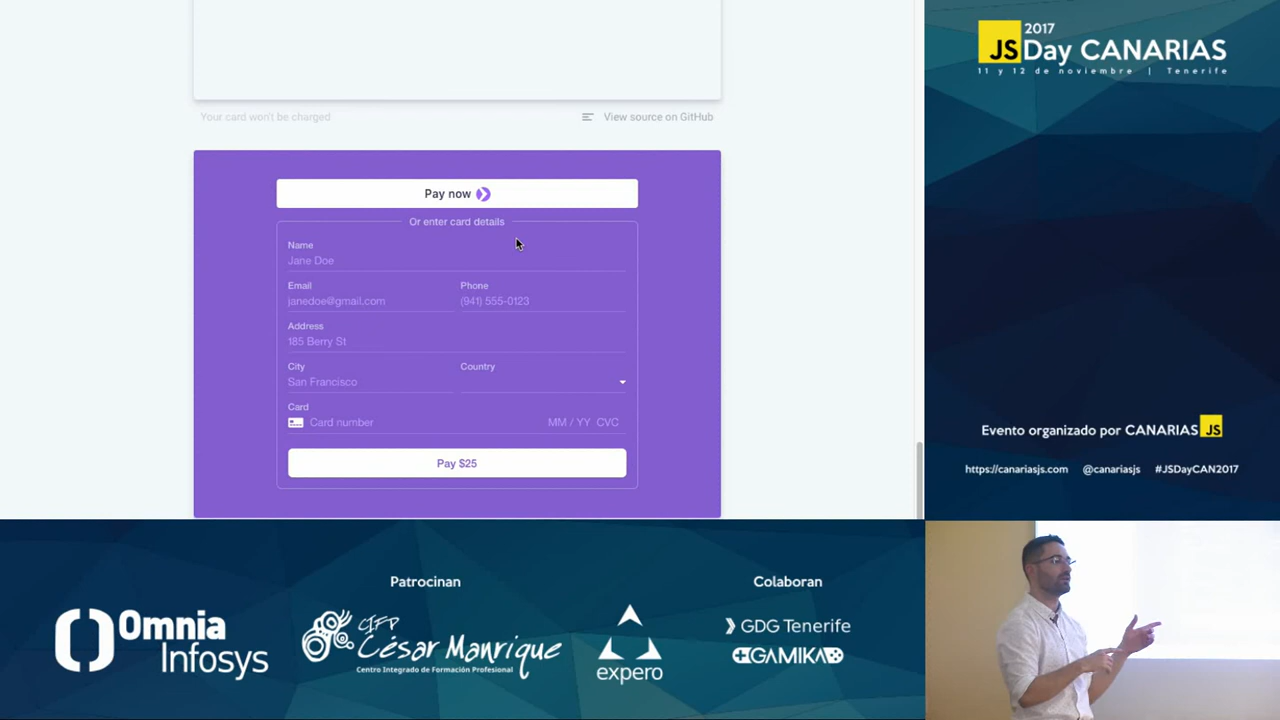 Your card won't be charged
View source on GitHub
Pay now
Or enter card details
Name
Jane Doe
Email
Phone
janedoe@gmail.com
(941) 555-0123
Address
185 Berry St
City
Country
San Francisco
Card
Card number
MM / YY CVC
Pay $25
2017
JSDay CANARIAS
11 y 12 de noviembre | Tenerife
Evento organizado por CANARIAS JS
https://canariasjs.com @canariasjs #JSDayCAN2017
Patrocinan
Omnia
Infosys
CIFP
César Manrique
Centro Integrado de Formación Profesional
expero
Colaboran
GDG Tenerife
GAMIKA